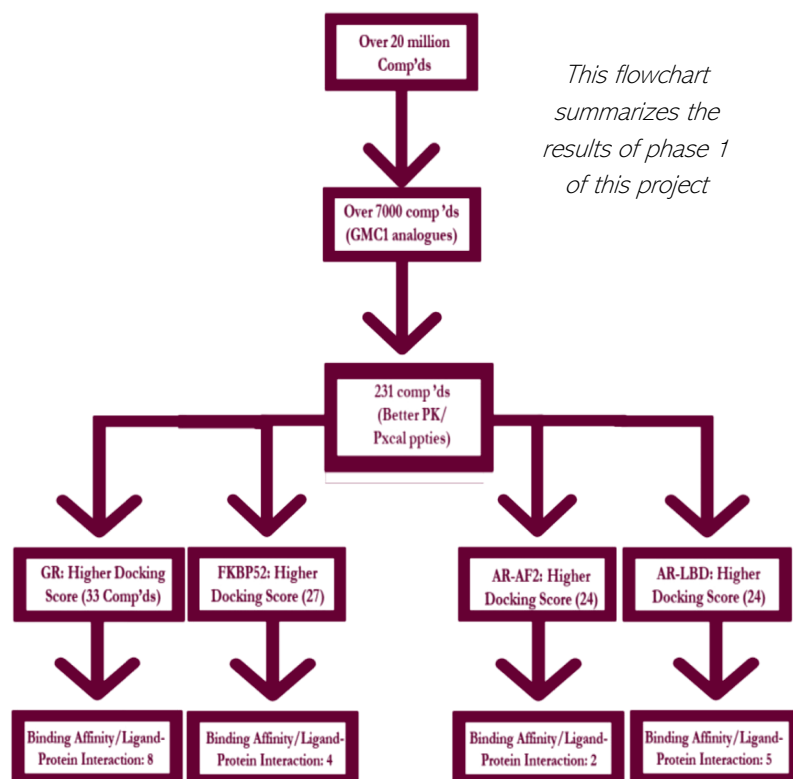 Over 20 million
Comp'ds
This flowchart
summarizes the
results of phase 1
of this project
Over 7000 comp'ds
(GMC1 analogues)
231 comp'ds
(Better PK/
Pxcal ppties)
GR: Higher Docking
Score (33 Comp'ds)
FKBP52: Higher
Docking Score (27)
AR-AF2: Higher
Docking Score (24)
AR-LBD: Higher
Docking Score (24)
Binding Affinity/Ligand-
Protein Interaction: 8
Binding Affinity/Ligand-
Protein Interaction: 4
Binding Affinity/Ligand-
Protein Interaction: 2
Binding Affinity/Ligand-
Protein Interaction: 5